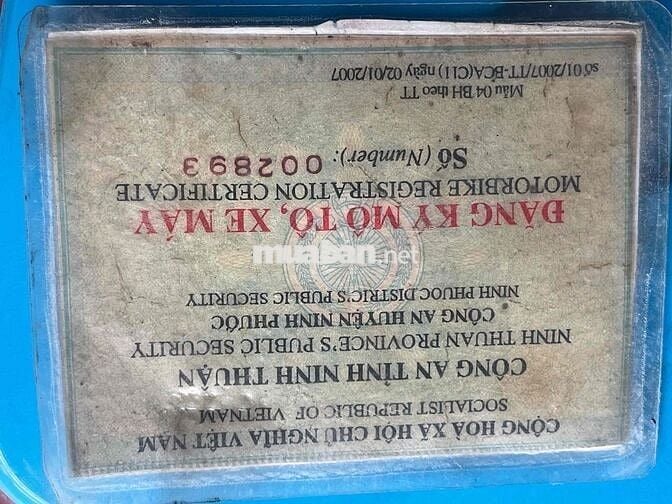 CỘNG HOÀ XÃ HỘI CHỦ NGHĨA VIỆT NAM
SOCIALIST REPUBLIC OF VIETNAM
CÔNG AN TỈNH NINH THUẬN
NINH THUAN PROVINCE'S PUBLIC SECURITY
CÔNG AN HUYỆN NINH PHƯỚC
NINH PHUOC DISTRIC'S PUBLIC SECURITY
muaban.net
ĐĂNG KÝ MÔ TÔ, XE MÁY
MOTORBIKE REGISTRATION CERTIFICATE
Số (Number): 002893
Mẫu 04 BH theo TT
số 01/2007/TT-BCA(C11) ngày 02/01/2007